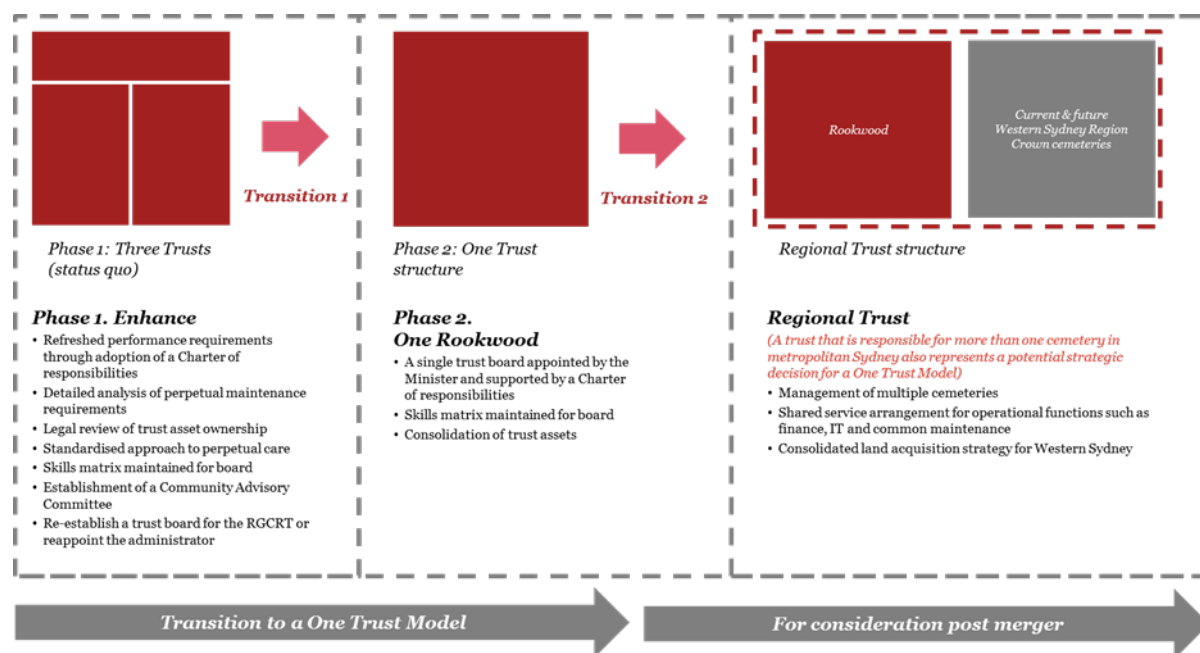 Transition 1
Phase 1: Three Trusts
(status quo)
Phase 1. Enhance
• Refreshed performance requirements
through adoption of a Charter of
responsibilities
• Detailed analysis of perpetual maintenance
requirements
• Legal review of trust asset ownership
• Standardised approach to perpetual care
• Skills matrix maintained for board
• Establishment of a Community Advisory
Committee
• Re-establish a trust board for the RGCRT or
reappoint the administrator
Transition 2
Phase 2: One Trust
structure
Phase 2.
One Rookwood
• A single trust board appointed by the
Minister and supported by a Charter
of responsibilities
• Skills matrix maintained for board
• Consolidation of trust assets
Rookwood
Current & future
Western Sydney Region
Crown cemeteries
Regional Trust structure
Regional Trust
(A trust that is responsible for more than one cemetery in
metropolitan Sydney also represents a potential strategic
decision for a One Trust Model)
• Management of multiple cemeteries
• Shared service arrangement for operational functions such as
finance, IT and common maintenance
• Consolidated land acquisition strategy for Western Sydney
Transition to a One Trust Model
For consideration post merger